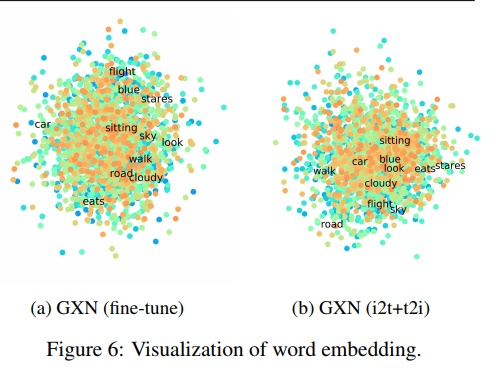 flight
blue
stares
car
sitting
sky
look
walk
road
cloudy
eats
(a) GXN (fine-tune)
sitting
blue
car
look
eats
stares
walk
cloudy
flight
sky
road
(b) GXN (i2t+t2i)
Figure 6: Visualization of word embedding.